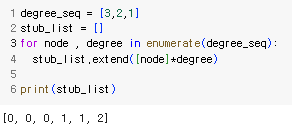 1 degree_seq = [3,2,1]
2 stub_list = []
3 for node , degree in enumerate(degree_seq):
4   stub_list.extend([node]*degree)
5
6 print(stub_list)
[0, 0, 0, 1, 1, 2]